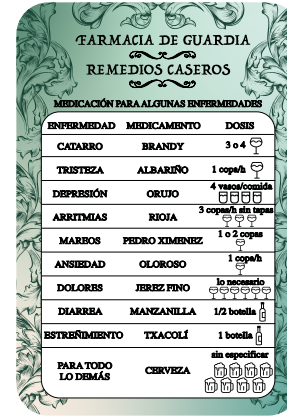 FARMACIA DE GUARDIA
REMEDIOS CASEROS
MEDICACIÓN PARA ALGUNAS ENFERMEDADES
ENFERMEDAD MEDICAMENTO DOSIS
CATARRO BRANDY 3 o 4
TRISTEZA ALBARIÑO 1 copa/h
DEPRESIÓN ORUJO 4 vasos/comida
ARRITMIAS RIOJA 3 copas/h sin tapas
MAREOS PEDRO XIMENEZ 1 o 2 copas
ANSIEDAD OLOROSO 1 copa/h
DOLORES JEREZ FINO lo necesario
DIARREA MANZANILLA 1/2 botella
ESTREÑIMIENTO TXACOLÍ 1 botella
PARA TODO
LO DEMÁS CERVEZA sin especificar